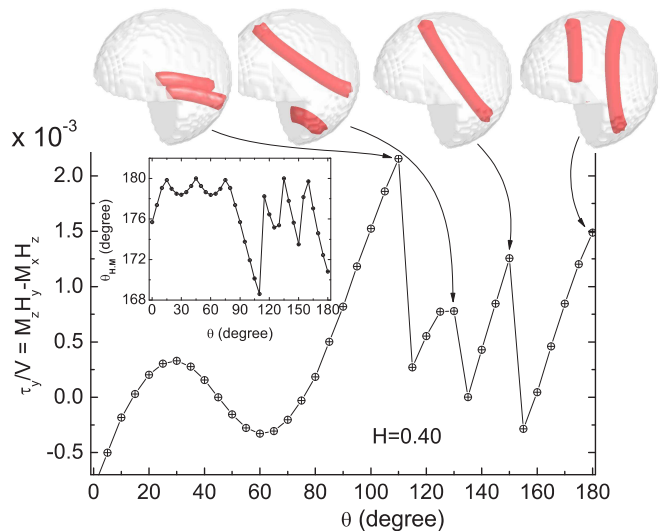 x 10⁻³
2.0
1.5
1.0
0.5
0.0
-0.5
τy/V = MzHy-MxHz
0 20 40 60 80 100 120 140 160 180
θ (degree)
H=0.40
180
176
172
168
θH,M (degree)
0 30 60 90 120 150 180
θ (degree)